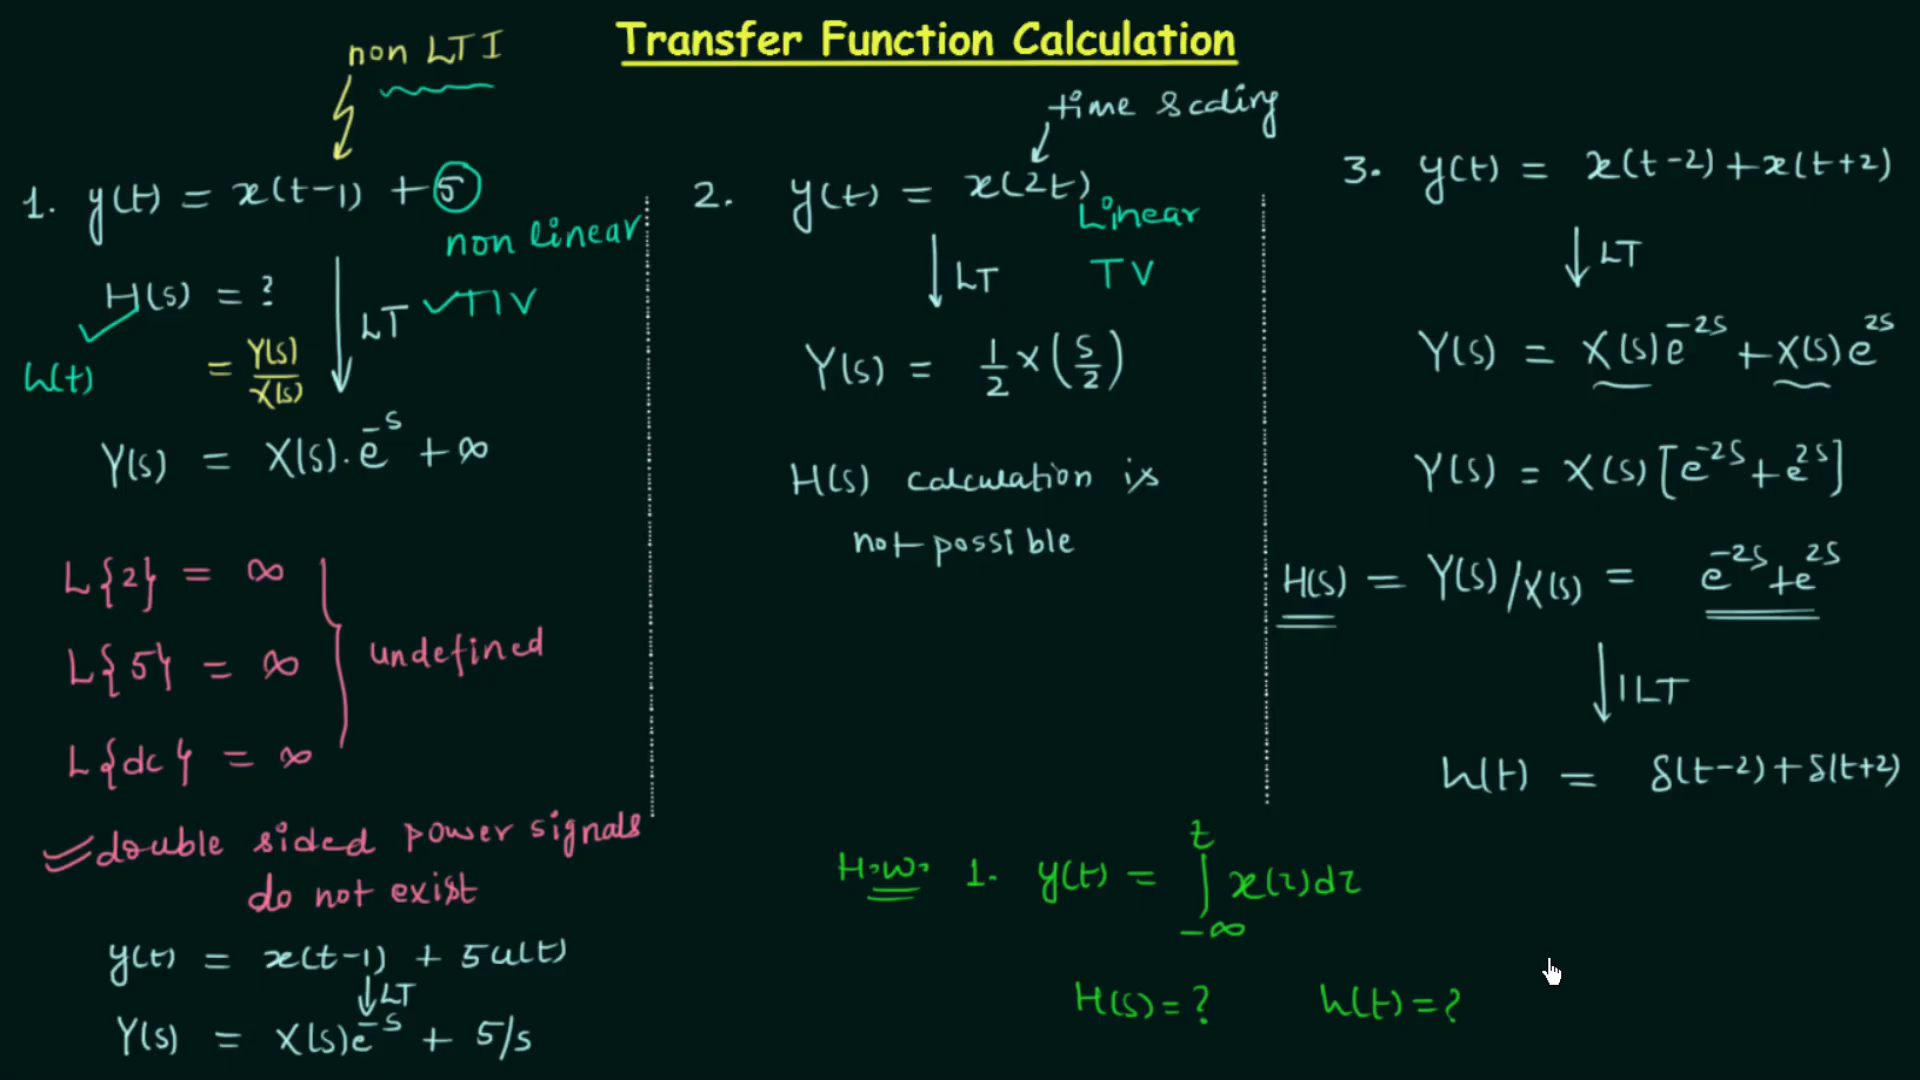 Transfer Function Calculation
non LTI
1. y(t) = x(t-1) + 5
non linear
H(s) = ?
LT ✓TIV
h(t)
= Y(s)/X(s)
Y(s) = X(s).e^-s + ∞
L{2} = ∞
L{5} = ∞
L{dc} = ∞
undefined
double sided power signals
do not exist
y(t) = x(t-1) + 5u(t)
LT
Y(s) = X(s)e^-s + 5/s
time scaling
2. y(t) = x(2t)
Linear
LT TV
Y(s) = 1/2 X(s/2)
H(s) calculation is
not possible
3. y(t) = x(t-2)+x(t+2)
LT
Y(s) = X(s)e^-2s + X(s)e^2s
Y(s) = X(s)[e^-2s + e^2s]
H(s) = Y(s)/X(s) = e^-2s + e^2s
ILT
h(t) = δ(t-2)+δ(t+2)
H.W. 1. y(t) = ∫_-∞^t x(τ)dτ
H(s)=? h(t)=?